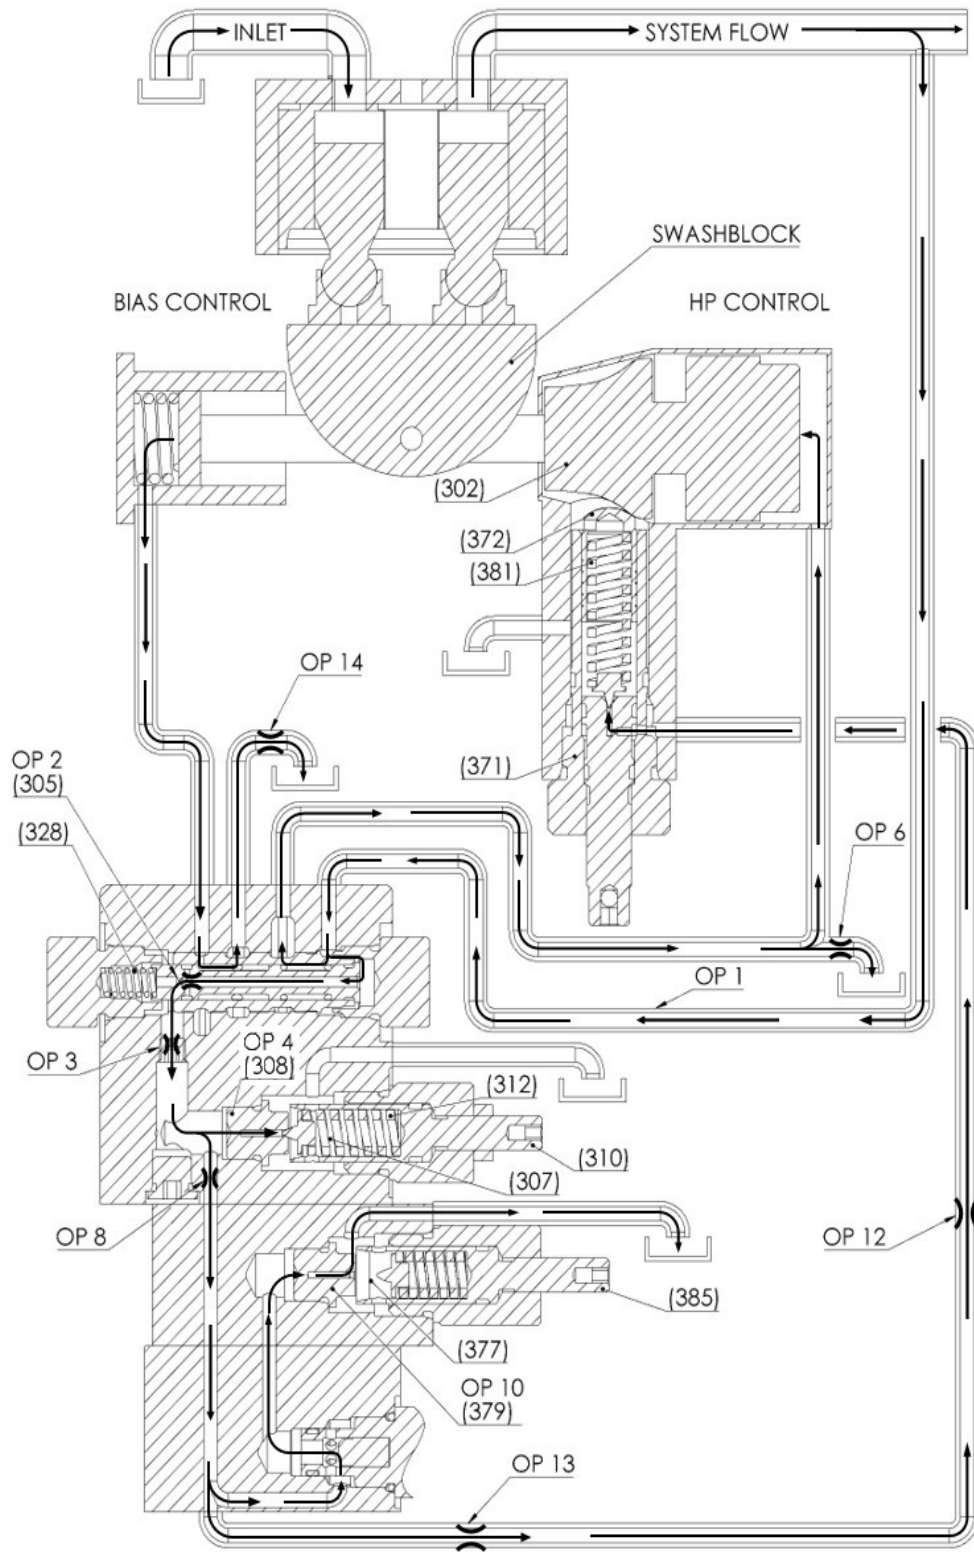 INLET
SYSTEM FLOW
SWASHBLOCK
BIAS CONTROL
HP CONTROL
(302)
(372)
(381)
OP 14
OP 2
(305)
(371)
(328)
OP 6
OP 1
OP 3
OP 4
(308)
(312)
(310)
(307)
OP 8
OP 12
(385)
(377)
OP 10
(379)
OP 13